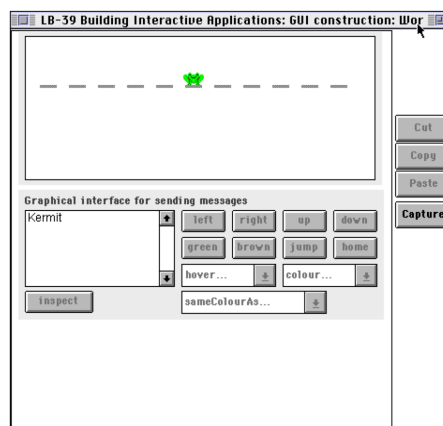 LB-39 Building Interactive Applications: GUI construction: Wor
Cut
Copy
Paste
Capture
Graphical interface for sending messages
Kermit
left right up down
green brown jump home
hover... colour...
inspect sameColourAs...